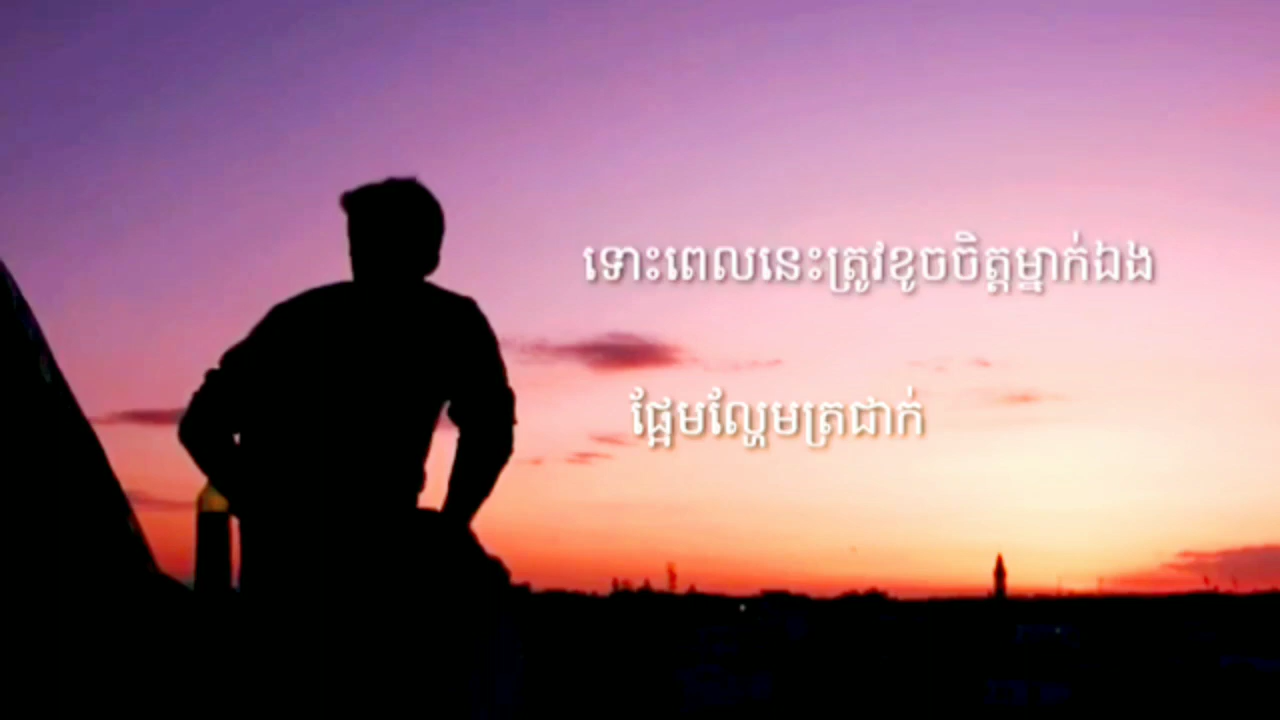 ទោះពេលនេះត្រូវខូចចិត្តម្នាក់ឯង
ផ្អែមល្ហែមត្រជាក់